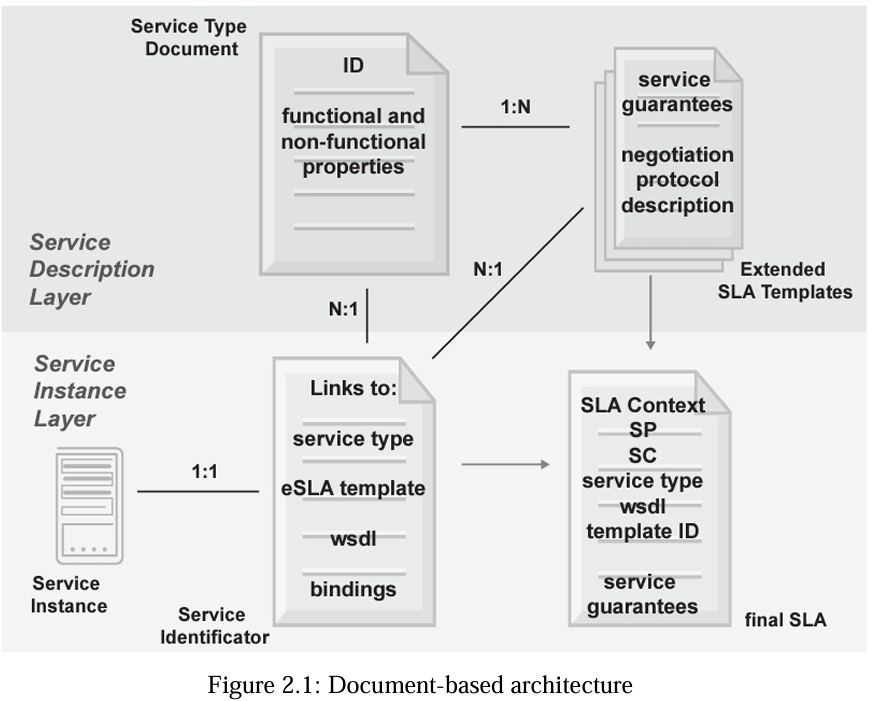 Service Type
Document
ID
functional and
non-functional
properties
1:N
service
guarantees
negotiation
protocol
description
Extended
SLA Templates
Service
Description
Layer
N:1
N:1
Service
Instance
Layer
1:1
Service
Instance
Links to:
service type
eSLA template
wsdl
bindings
Service
Identificator
SLA Context
SP
SC
service type
wsdl
template ID
service
guarantees
final SLA
Figure 2.1: Document-based architecture